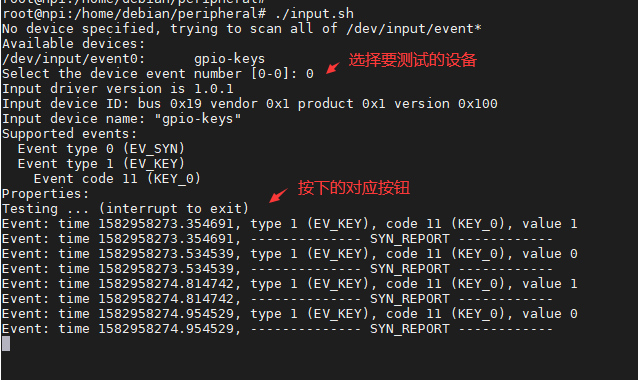 root@npi:/home/debian/peripheral#
root@npi:/home/debian/peripheral# ./input.sh
No device specified, trying to scan all of /dev/input/event*
Available devices:
/dev/input/event0:      gpio-keys
Select the device event number [0-0]: 0
选择要测试的设备
Input driver version is 1.0.1
Input device ID: bus 0x19 vendor 0x1 product 0x1 version 0x100
Input device name: "gpio-keys"
Supported events:
  Event type 0 (EV_SYN)
  Event type 1 (EV_KEY)
    Event code 11 (KEY_0)
Properties:
按下的对应按钮
Testing ... (interrupt to exit)
Event: time 1582958273.354691, type 1 (EV_KEY), code 11 (KEY_0), value 1
Event: time 1582958273.354691, -------------- SYN_REPORT ------------
Event: time 1582958273.534539, type 1 (EV_KEY), code 11 (KEY_0), value 0
Event: time 1582958273.534539, -------------- SYN_REPORT ------------
Event: time 1582958274.814742, type 1 (EV_KEY), code 11 (KEY_0), value 1
Event: time 1582958274.814742, -------------- SYN_REPORT ------------
Event: time 1582958274.954529, type 1 (EV_KEY), code 11 (KEY_0), value 0
Event: time 1582958274.954529, -------------- SYN_REPORT ------------